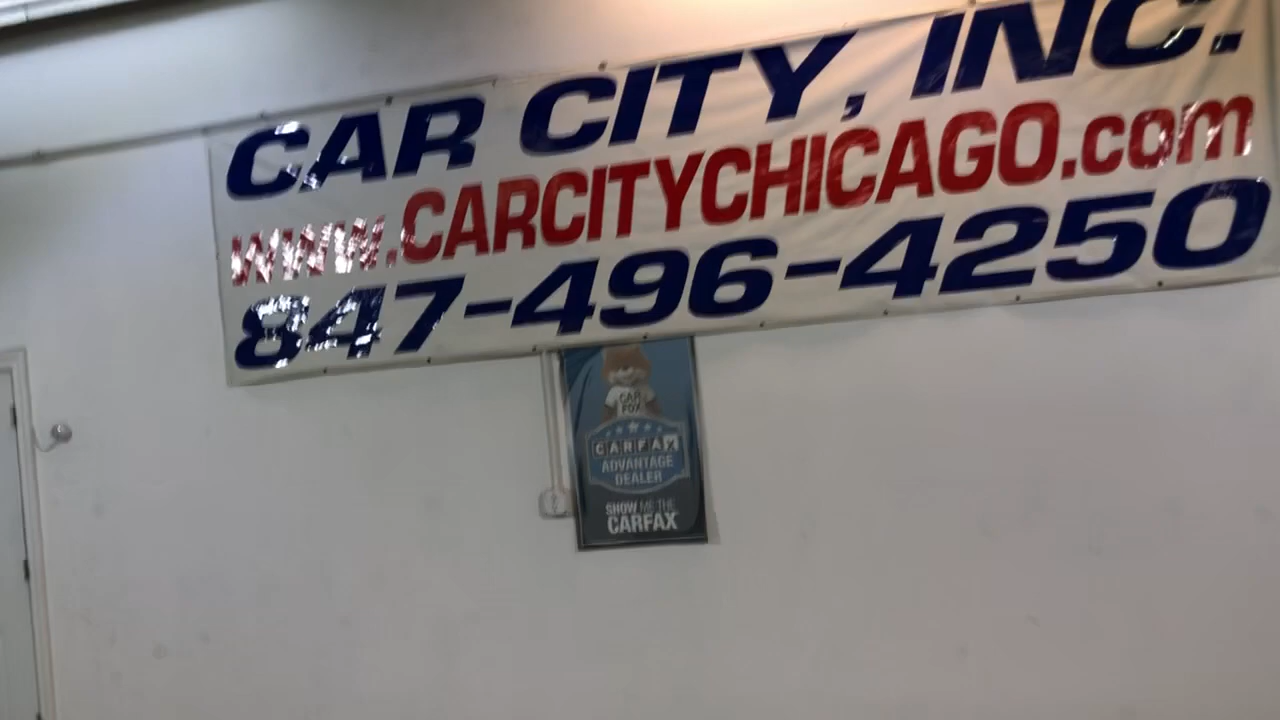 CAR CITY, INC.
WWW.CARCITYCHICAGO.com
847-496-4250
CAR
FOX
CARFAX
ADVANTAGE
DEALER
SHOW ME THE
CARFAX